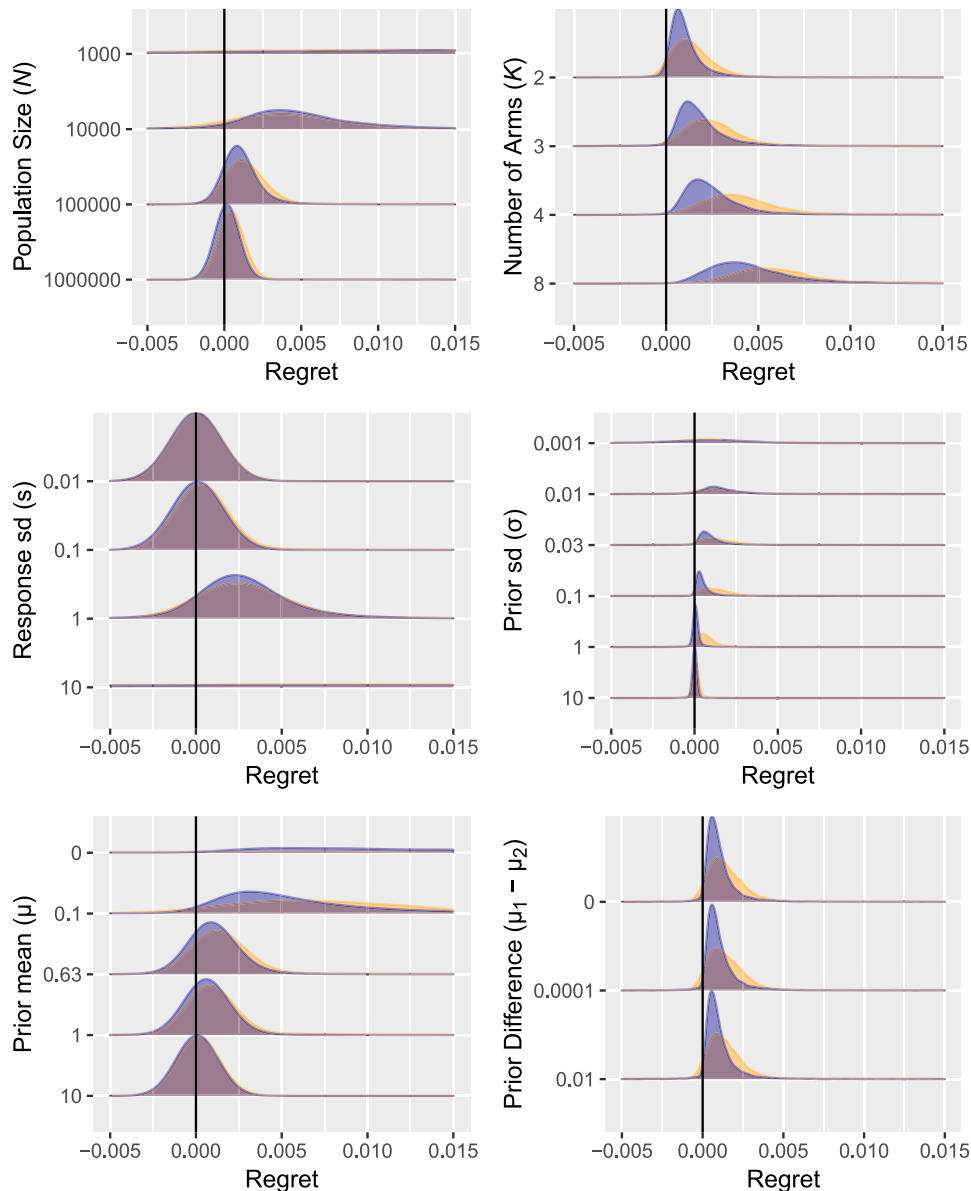 Population Size (N)
1000
10000
100000
1000000
−0.005 0.000 0.005 0.010 0.015
Regret
Number of Arms (K)
2
3
4
8
−0.005 0.000 0.005 0.010 0.015
Regret
Response sd (s)
0.01
0.1
1
10
−0.005 0.000 0.005 0.010 0.015
Regret
Prior sd (σ)
0.001
0.01
0.03
0.1
1
10
−0.005 0.000 0.005 0.010 0.015
Regret
Prior mean (μ)
0
0.1
0.63
1
10
−0.005 0.000 0.005 0.010 0.015
Regret
Prior Difference (μ₁ − μ₂)
0
0.0001
0.01
−0.005 0.000 0.005 0.010 0.015
Regret